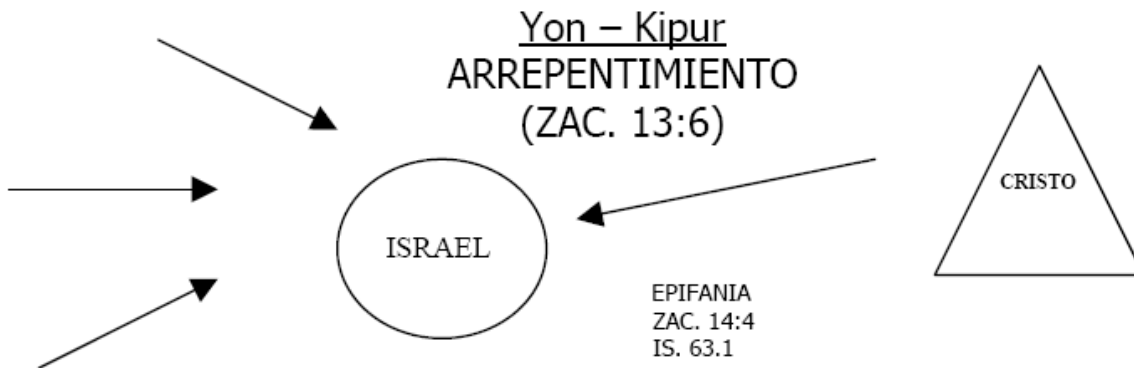 Yon – Kipur
ARREPENTIMIENTO
(ZAC. 13:6)
CRISTO
ISRAEL
EPIFANIA
ZAC. 14:4
IS. 63.1